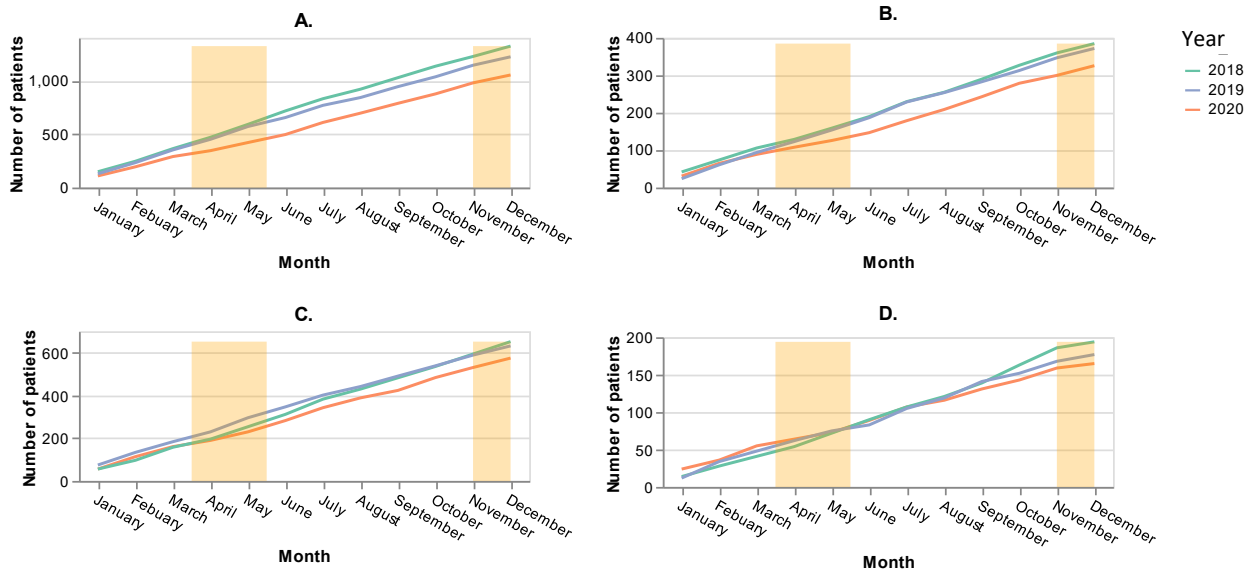 A.
Number of patients
1,000
500
0
January
Febuary
March
April
May
June
July
August
September
October
November
December
Month
B.
Number of patients
400
300
200
100
0
January
Febuary
March
April
May
June
July
August
September
October
November
December
Month
Year
2018
2019
2020
C.
Number of patients
600
400
200
0
January
Febuary
March
April
May
June
July
August
September
October
November
December
Month
D.
Number of patients
200
150
100
50
0
January
Febuary
March
April
May
June
July
August
September
October
November
December
Month